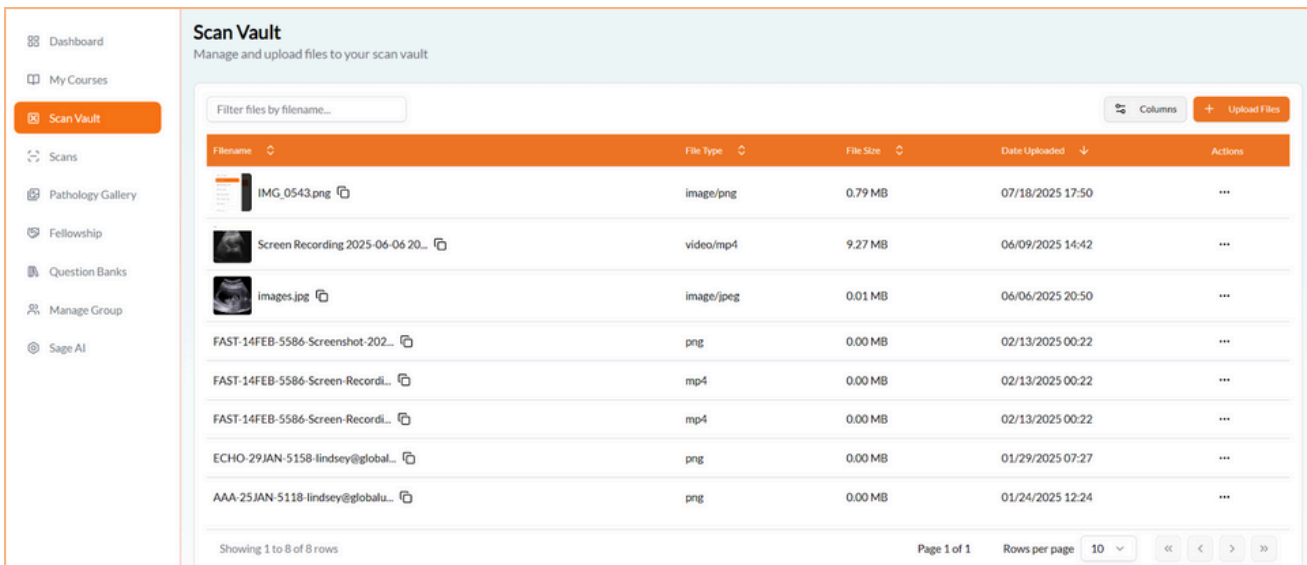 Dashboard
My Courses
Scan Vault
Scans
Pathology Gallery
Fellowship
Question Banks
Manage Group
Sage AI
Scan Vault
Manage and upload files to your scan vault
Filter files by filename...
Columns
+ Upload Files
Filename File Type File Size Date Uploaded Actions
IMG_0543.png image/png 0.79 MB 07/18/2025 17:50 ...
Screen Recording 2025-06-06 20... video/mp4 9.27 MB 06/09/2025 14:42 ...
images.jpg image/jpeg 0.01 MB 06/06/2025 20:50 ...
FAST-14FEB-5586-Screenshot-202... png 0.00 MB 02/13/2025 00:22 ...
FAST-14FEB-5586-Screen-Recordi... mp4 0.00 MB 02/13/2025 00:22 ...
FAST-14FEB-5586-Screen-Recordi... mp4 0.00 MB 02/13/2025 00:22 ...
ECHO-29JAN-5158-lindsey@global... png 0.00 MB 01/29/2025 07:27 ...
AAA-25JAN-5118-lindsey@globalu... png 0.00 MB 01/24/2025 12:24 ...
Showing 1 to 8 of 8 rows Page 1 of 1 Rows per page 10